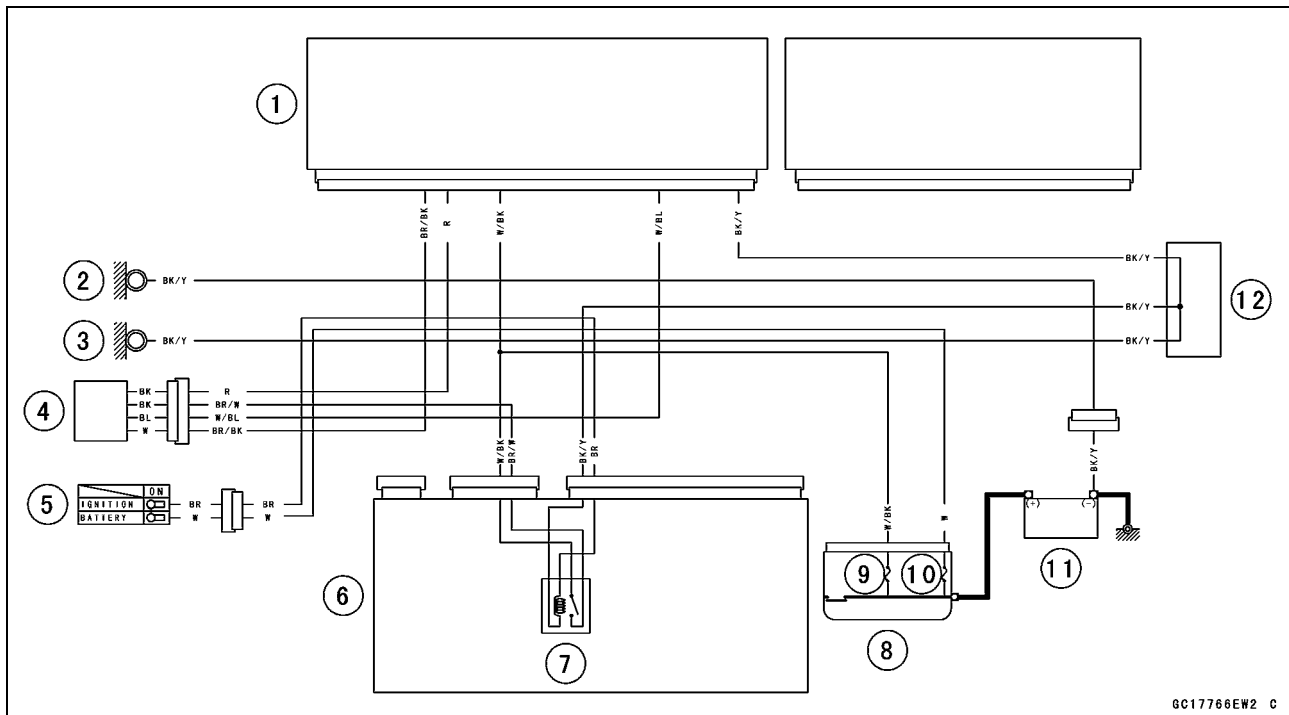 1
BR/BK R W/BK W/BL BK/Y
2 BK/Y BK/Y
BK/Y 12
3 BK/Y BK/Y
4 BK R
BK BR/W
BL W/BL
W BR/BK
W/BK BR/W BK/Y BR BK/Y
5 ON
IGNITION BR BR
BATTERY W W
W/BK W (+) (-)
6 9 10 11
7 8
GC17766EW2 C